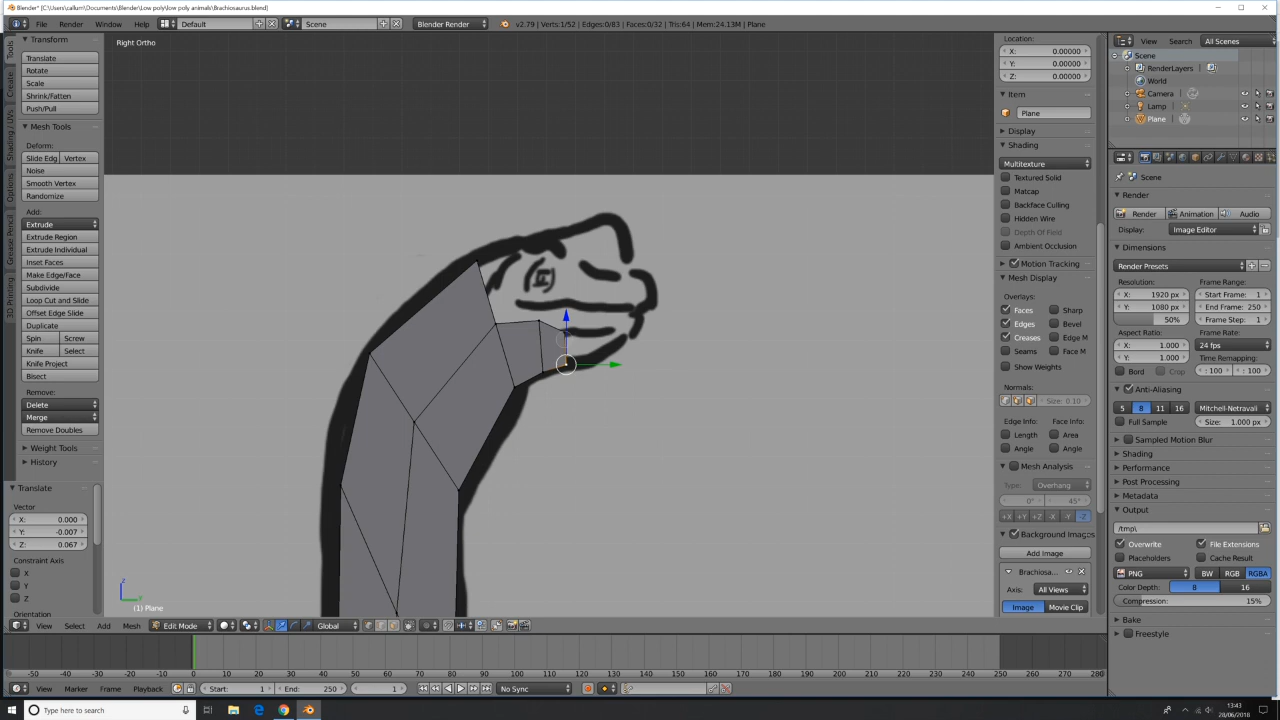 Blender* [C:\Users\callum\Documents\Blender\Low poly\low poly animals\Brachiosaurus.blend]
File Render Window Help Default Scene Blender Render v2.79 | Verts:1/52 | Edges:0/83 | Faces:0/32 | Tris:64 | Mem:24.13M | Plane
Tools
Create
Shading / UVs
Options
Grease Pencil
3D Printing
Transform
Translate
Rotate
Scale
Shrink/Fatten
Push/Pull
Mesh Tools
Deform:
Slide Edg Vertex
Noise
Smooth Vertex
Randomize
Add:
Extrude
Extrude Region
Extrude Individual
Inset Faces
Make Edge/Face
Subdivide
Loop Cut and Slide
Offset Edge Slide
Duplicate
Spin Screw
Knife Select
Knife Project
Bisect
Remove:
Delete
Merge
Remove Doubles
Weight Tools
History
Translate
Vector
X: 0.000
Y: -0.007
Z: 0.067
Constraint Axis
X
Y
Z
Orientation
Right Ortho
z
y
(1) Plane
Location:
X: 0.00000
Y: 0.00000
Z: 0.00000
Item
Plane
Display
Shading
Multitexture
Textured Solid
Matcap
Backface Culling
Hidden Wire
Depth Of Field
Ambient Occlusion
Motion Tracking
Mesh Display
Overlays:
Faces Sharp
Edges Bevel
Creases Edge M
Seams Face M
Show Weights
Normals:
Size: 0.10
Edge Info: Face Info:
Length Area
Angle Angle
Mesh Analysis
Type: Overhang
0° 45°
+X +Y +Z -X -Y -Z
Background Images
Add Image
Brachiosa...
Axis: All Views
Image Movie Clip
View Search All Scenes
Scene
RenderLayers
World
Camera
Lamp
Plane
Scene
Render
Render Animation Audio
Display: Image Editor
Dimensions
Render Presets
Resolution: Frame Range:
X: 1920 px Start Frame: 1
Y: 1080 px End Frame: 250
50% Frame Step: 1
Aspect Ratio: Frame Rate:
X: 1.000 24 fps
Y: 1.000 Time Remapping:
Bord Crop : 100 : 100
Anti-Aliasing
5 8 11 16 Mitchell-Netravali
Full Sample Size: 1.000 px
Sampled Motion Blur
Shading
Performance
Post Processing
Metadata
Output
/tmp\
Overwrite File Extensions
Placeholders Cache Result
PNG BW RGB RGBA
Color Depth: 8 16
Compression: 15%
Bake
Freestyle
View Select Add Mesh Edit Mode Global
-50 -40 -30 -20 -10 0 10 20 30 40 50 60 70 80 90 100 110 120 130 140 150 160 170 180 190 200 210 220 230 240 250 260 270 280
View Marker Frame Playback Start: 1 End: 250 1 No Sync
Type here to search
13:43
28/06/2018